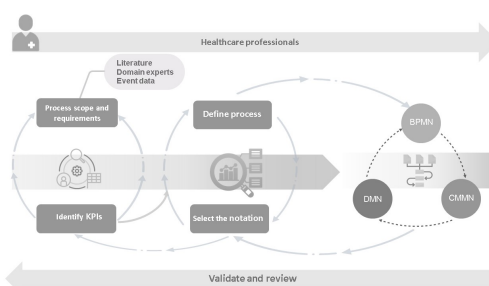 Healthcare professionals
Literature
Domain experts
Event data
Process scope and
requirements
Define process
BPMN
DMN
CMMN
Identify KPIs
Select the notation
Validate and review